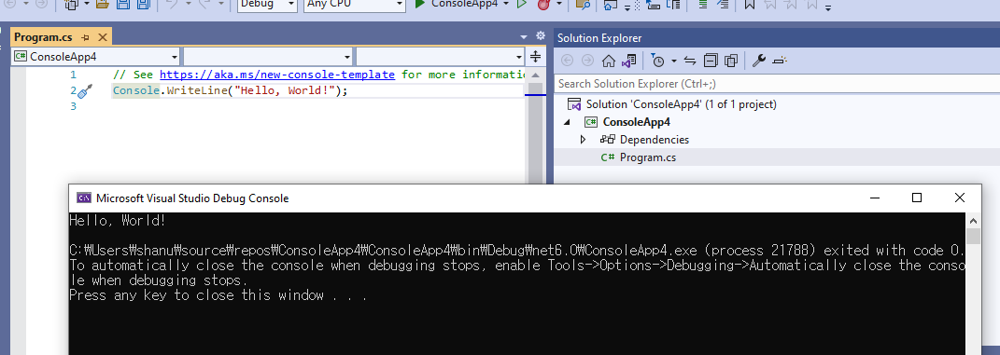 Debug Any CPU ConsoleApp4
Program.cs
Solution Explorer
C# ConsoleApp4
Search Solution Explorer (Ctrl+;)
1 // See https://aka.ms/new-console-template for more informatio
2 Console.WriteLine("Hello, World!");
3
Solution 'ConsoleApp4' (1 of 1 project)
C# ConsoleApp4
Dependencies
C# Program.cs
C:\ Microsoft Visual Studio Debug Console
Hello, World!
C:₩Users₩shanu₩source₩repos₩ConsoleApp4₩ConsoleApp4₩bin₩Debug₩net6.0₩ConsoleApp4.exe (process 21788) exited with code 0.
To automatically close the console when debugging stops, enable Tools->Options->Debugging->Automatically close the conso
le when debugging stops.
Press any key to close this window . . .